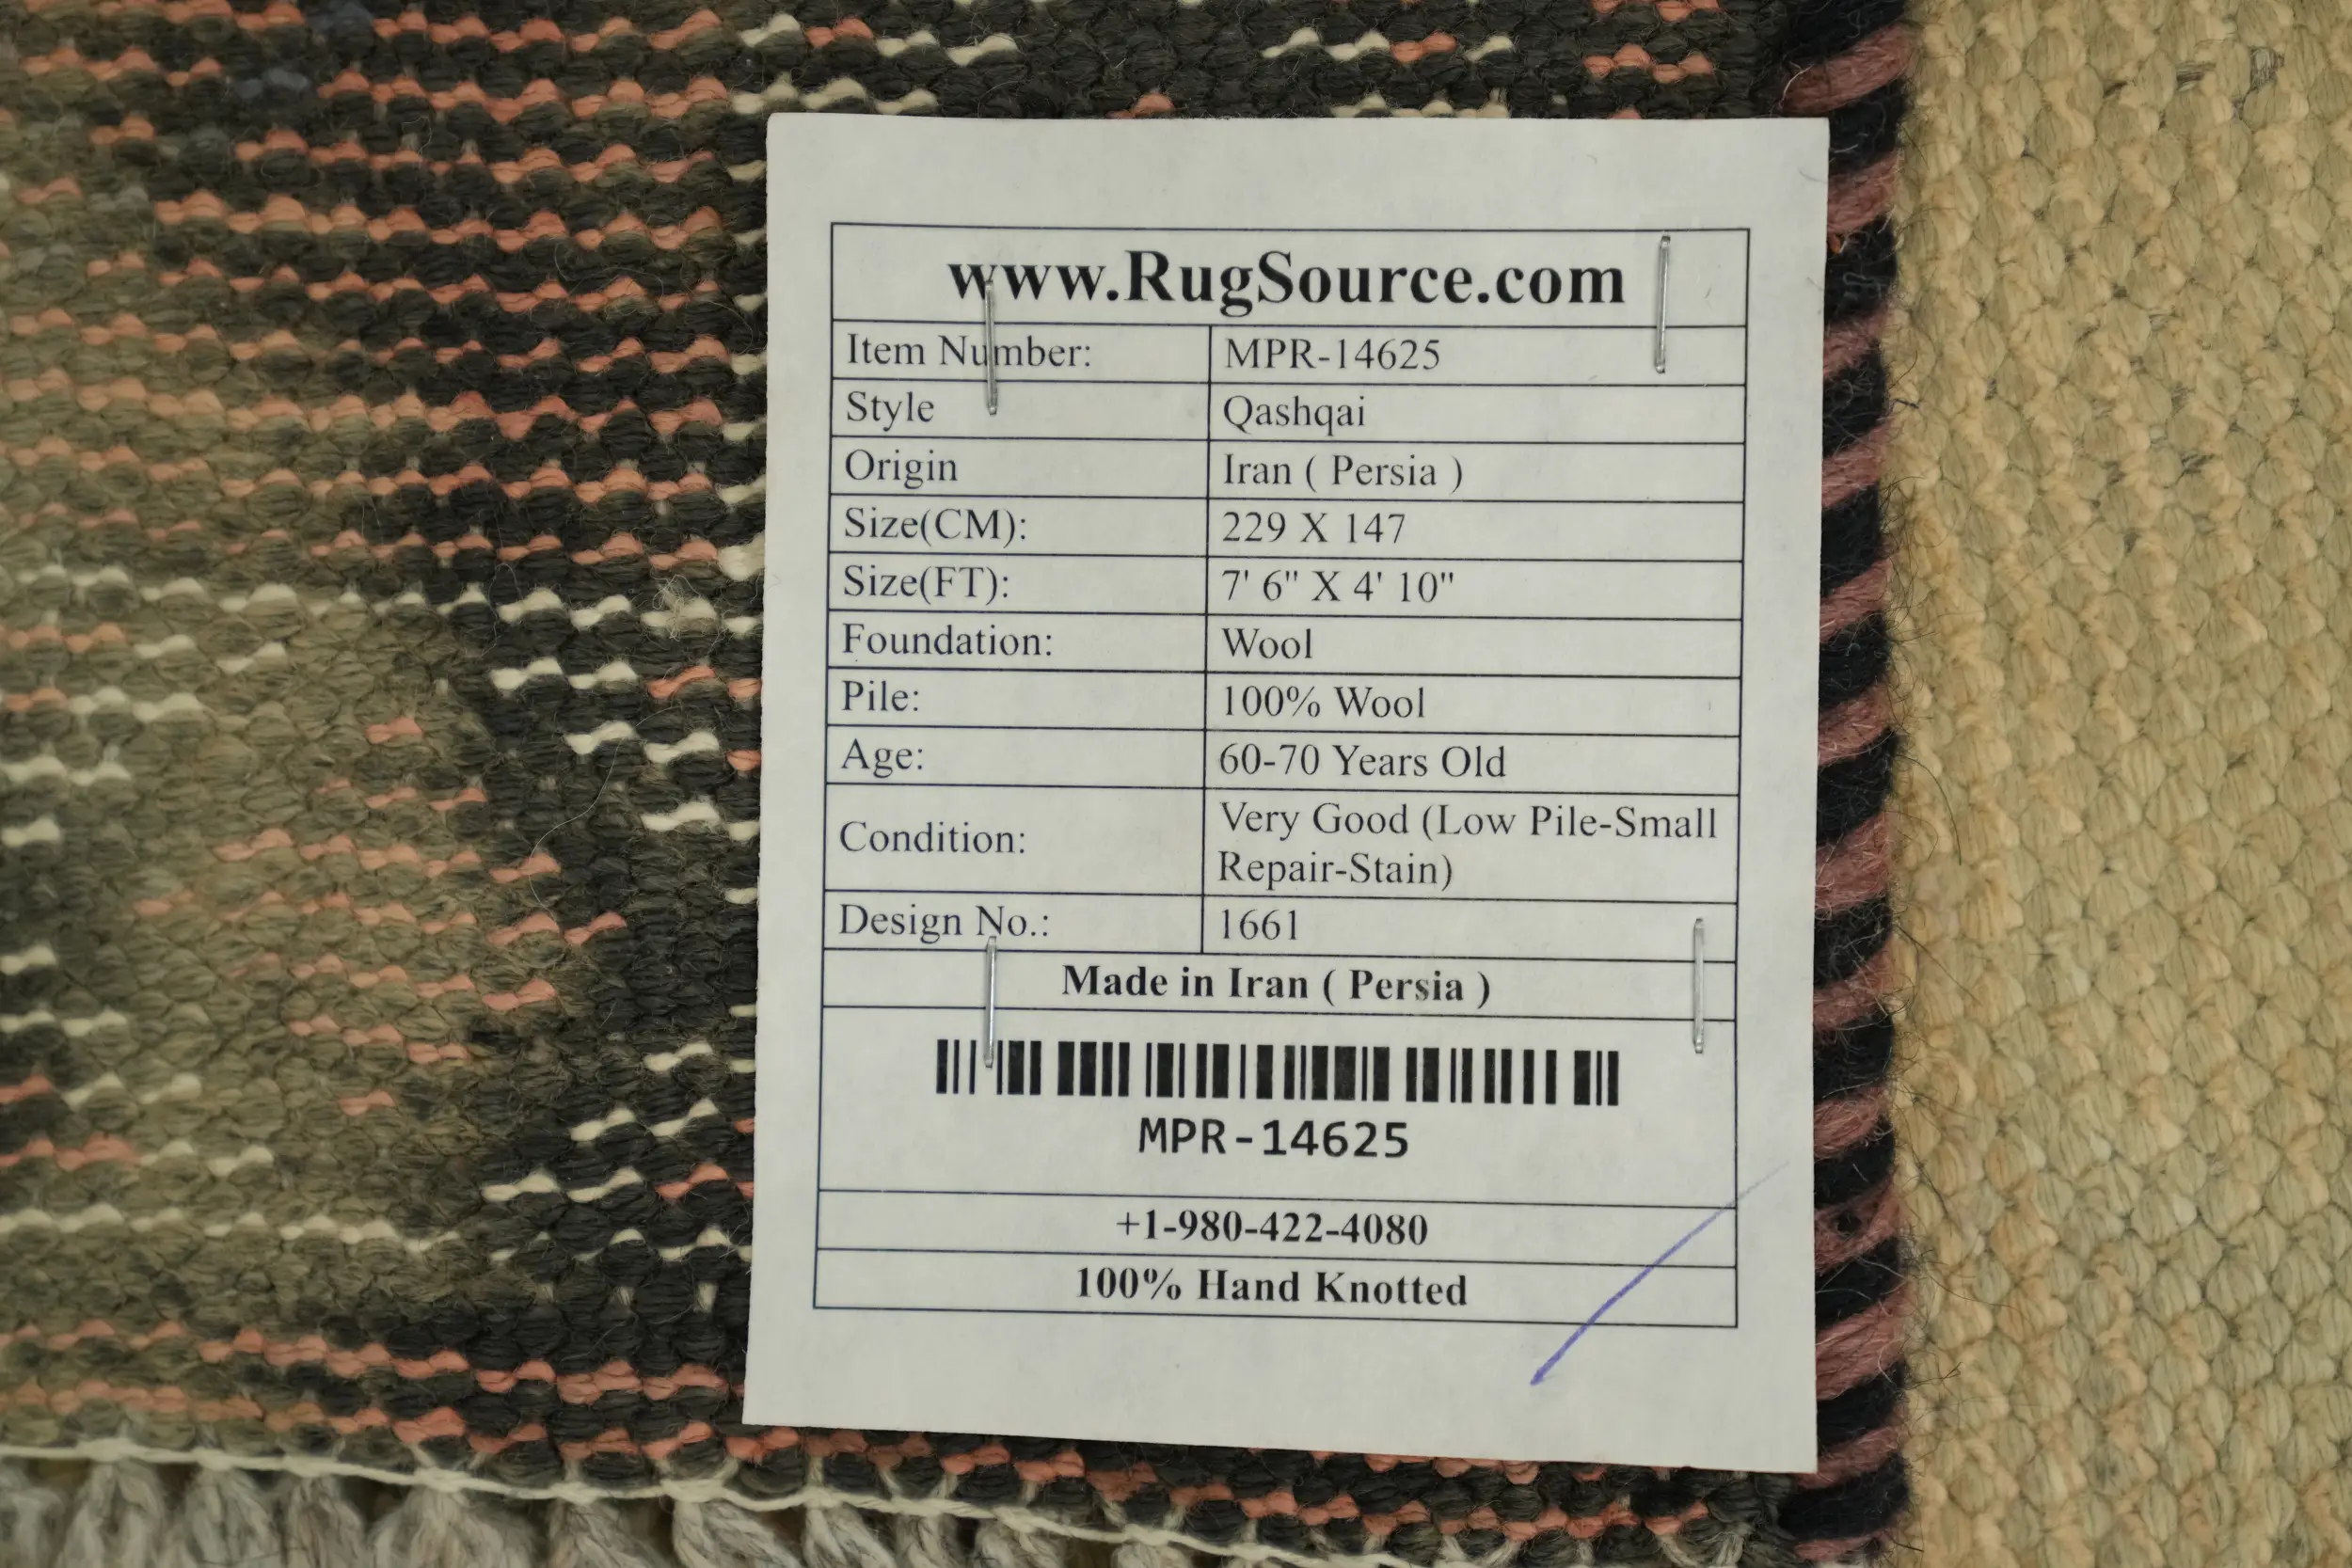 www.RugSource.com
Item Number: MPR-14625
Style Qashqai
Origin Iran ( Persia )
Size(CM): 229 X 147
Size(FT): 7' 6" X 4' 10"
Foundation: Wool
Pile: 100% Wool
Age: 60-70 Years Old
Condition: Very Good (Low Pile-Small
Repair-Stain)
Design No.: 1661
Made in Iran ( Persia )
MPR-14625
+1-980-422-4080
100% Hand Knotted